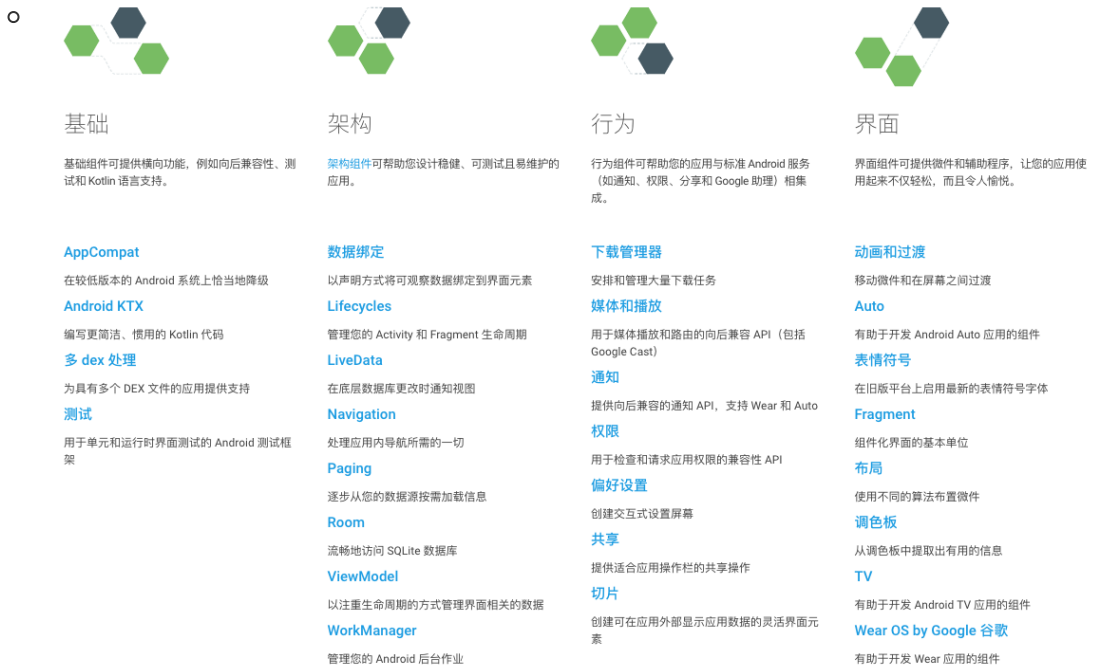 基础
基础组件可提供横向功能，例如向后兼容性、测
试和 Kotlin 语言支持。
AppCompat
在较低版本的 Android 系统上恰当地降级
Android KTX
编写更简洁、惯用的 Kotlin 代码
多 dex 处理
为具有多个 DEX 文件的应用提供支持
测试
用于单元和运行时界面测试的 Android 测试框
架
架构
架构组件可帮助您设计稳健、可测试且易维护的
应用。
数据绑定
以声明方式将可观察数据绑定到界面元素
Lifecycles
管理您的 Activity 和 Fragment 生命周期
LiveData
在底层数据库更改时通知视图
Navigation
处理应用内导航所需的一切
Paging
逐步从您的数据源按需加载信息
Room
流畅地访问 SQLite 数据库
ViewModel
以注重生命周期的方式管理界面相关的数据
WorkManager
管理您的 Android 后台作业
行为
行为组件可帮助您的应用与标准 Android 服务
（如通知、权限、分享和 Google 助理）相集
成。
下载管理器
安排和管理大量下载任务
媒体和播放
用于媒体播放和路由的向后兼容 API（包括
Google Cast）
通知
提供向后兼容的通知 API，支持 Wear 和 Auto
权限
用于检查和请求应用权限的兼容性 API
偏好设置
创建交互式设置屏幕
共享
提供适合应用操作栏的共享操作
切片
创建可在应用外部显示应用数据的灵活界面元
素
界面
界面组件可提供微件和辅助程序，让您的应用使
用起来不仅轻松，而且令人愉悦。
动画和过渡
移动微件和在屏幕之间过渡
Auto
有助于开发 Android Auto 应用的组件
表情符号
在旧版平台上启用最新的表情符号字体
Fragment
组件化界面的基本单位
布局
使用不同的算法布置微件
调色板
从调色板中提取出有用的信息
TV
有助于开发 Android TV 应用的组件
Wear OS by Google 谷歌
有助于开发 Wear 应用的组件